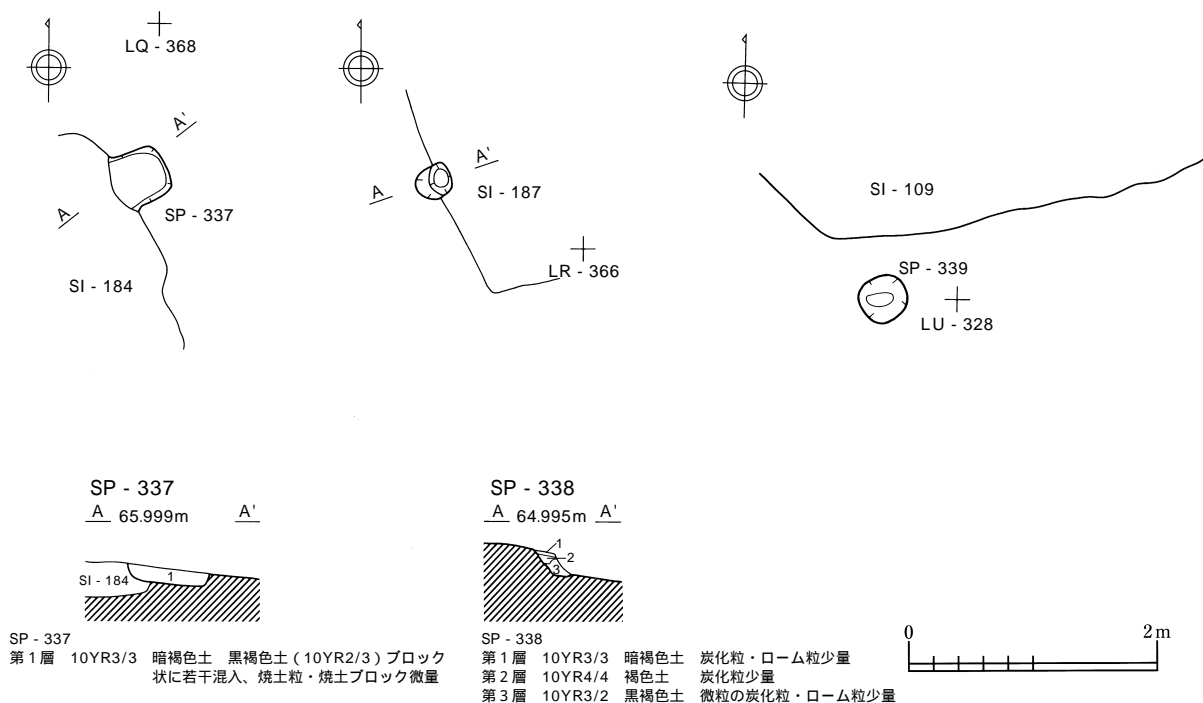 LQ - 368
A'
A
SP - 337
SI - 184
A'
A
SI - 187
LR - 366
SI - 109
SP - 339
LU - 328
SP - 337
A 65.999m A'
SI - 184
1
SP - 337
第1層 10YR3/3 暗褐色土 黒褐色土(10YR2/3)ブロック
状に若干混入、焼土粒・焼土ブロック微量
SP - 338
A 64.995m A'
1
2
3
SP - 338
第1層 10YR3/3 暗褐色土 炭化粒・ローム粒少量
第2層 10YR4/4 褐色土 炭化粒少量
第3層 10YR3/2 黒褐色土 微粒の炭化粒・ローム粒少量
0 2m